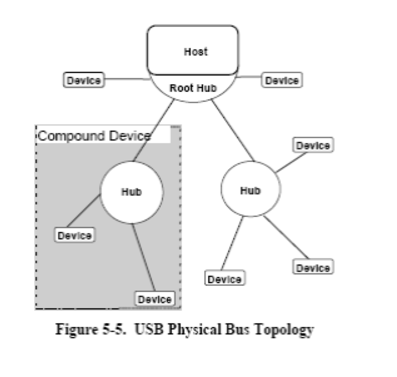 Host
Device
Root Hub
Device
Compound Device
Device
Hub
Hub
Device
Device
Device
Device
Figure 5-5. USB Physical Bus Topology